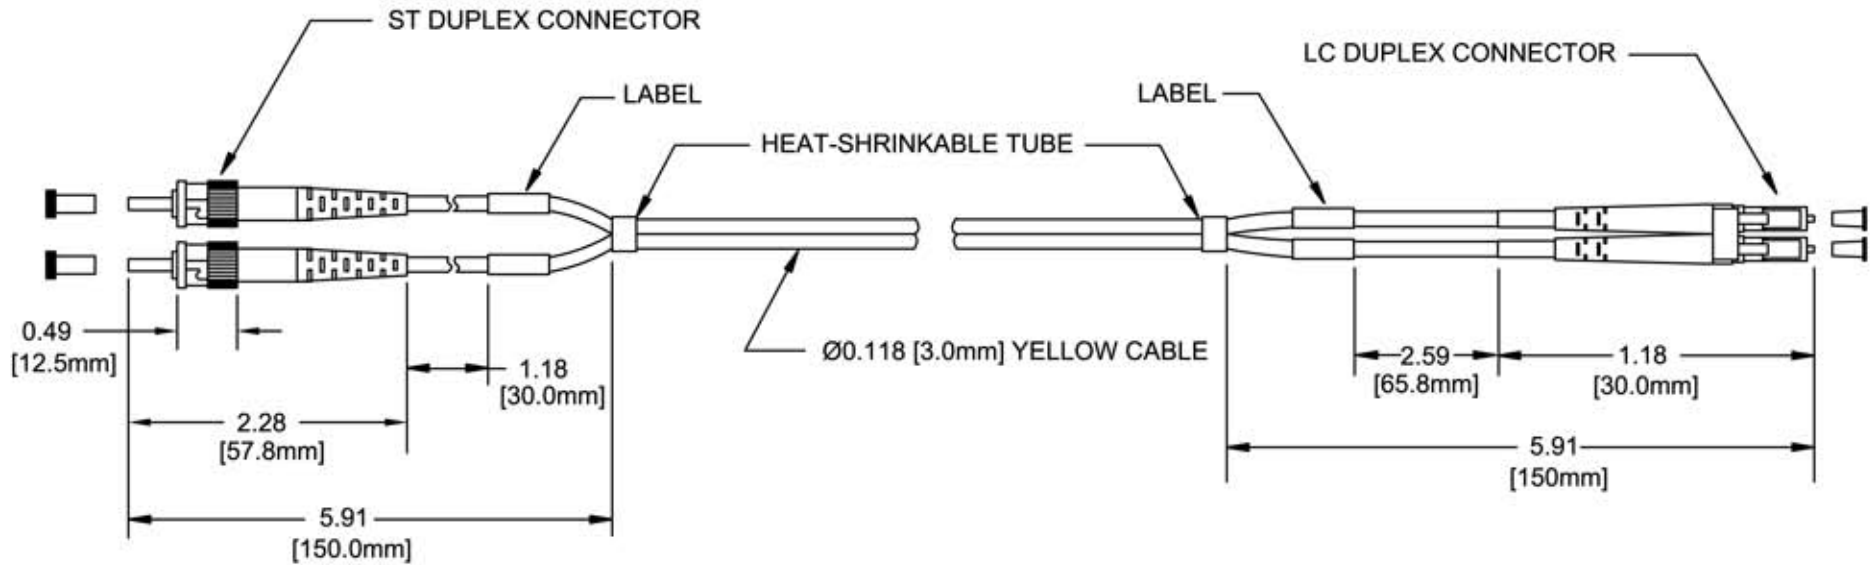 ST DUPLEX CONNECTOR
LC DUPLEX CONNECTOR
LABEL
LABEL
HEAT-SHRINKABLE TUBE
0.49
[12.5mm]
Ø0.118 [3.0mm] YELLOW CABLE
1.18
[30.0mm]
2.59
[65.8mm]
1.18
[30.0mm]
2.28
[57.8mm]
5.91
[150mm]
5.91
[150.0mm]